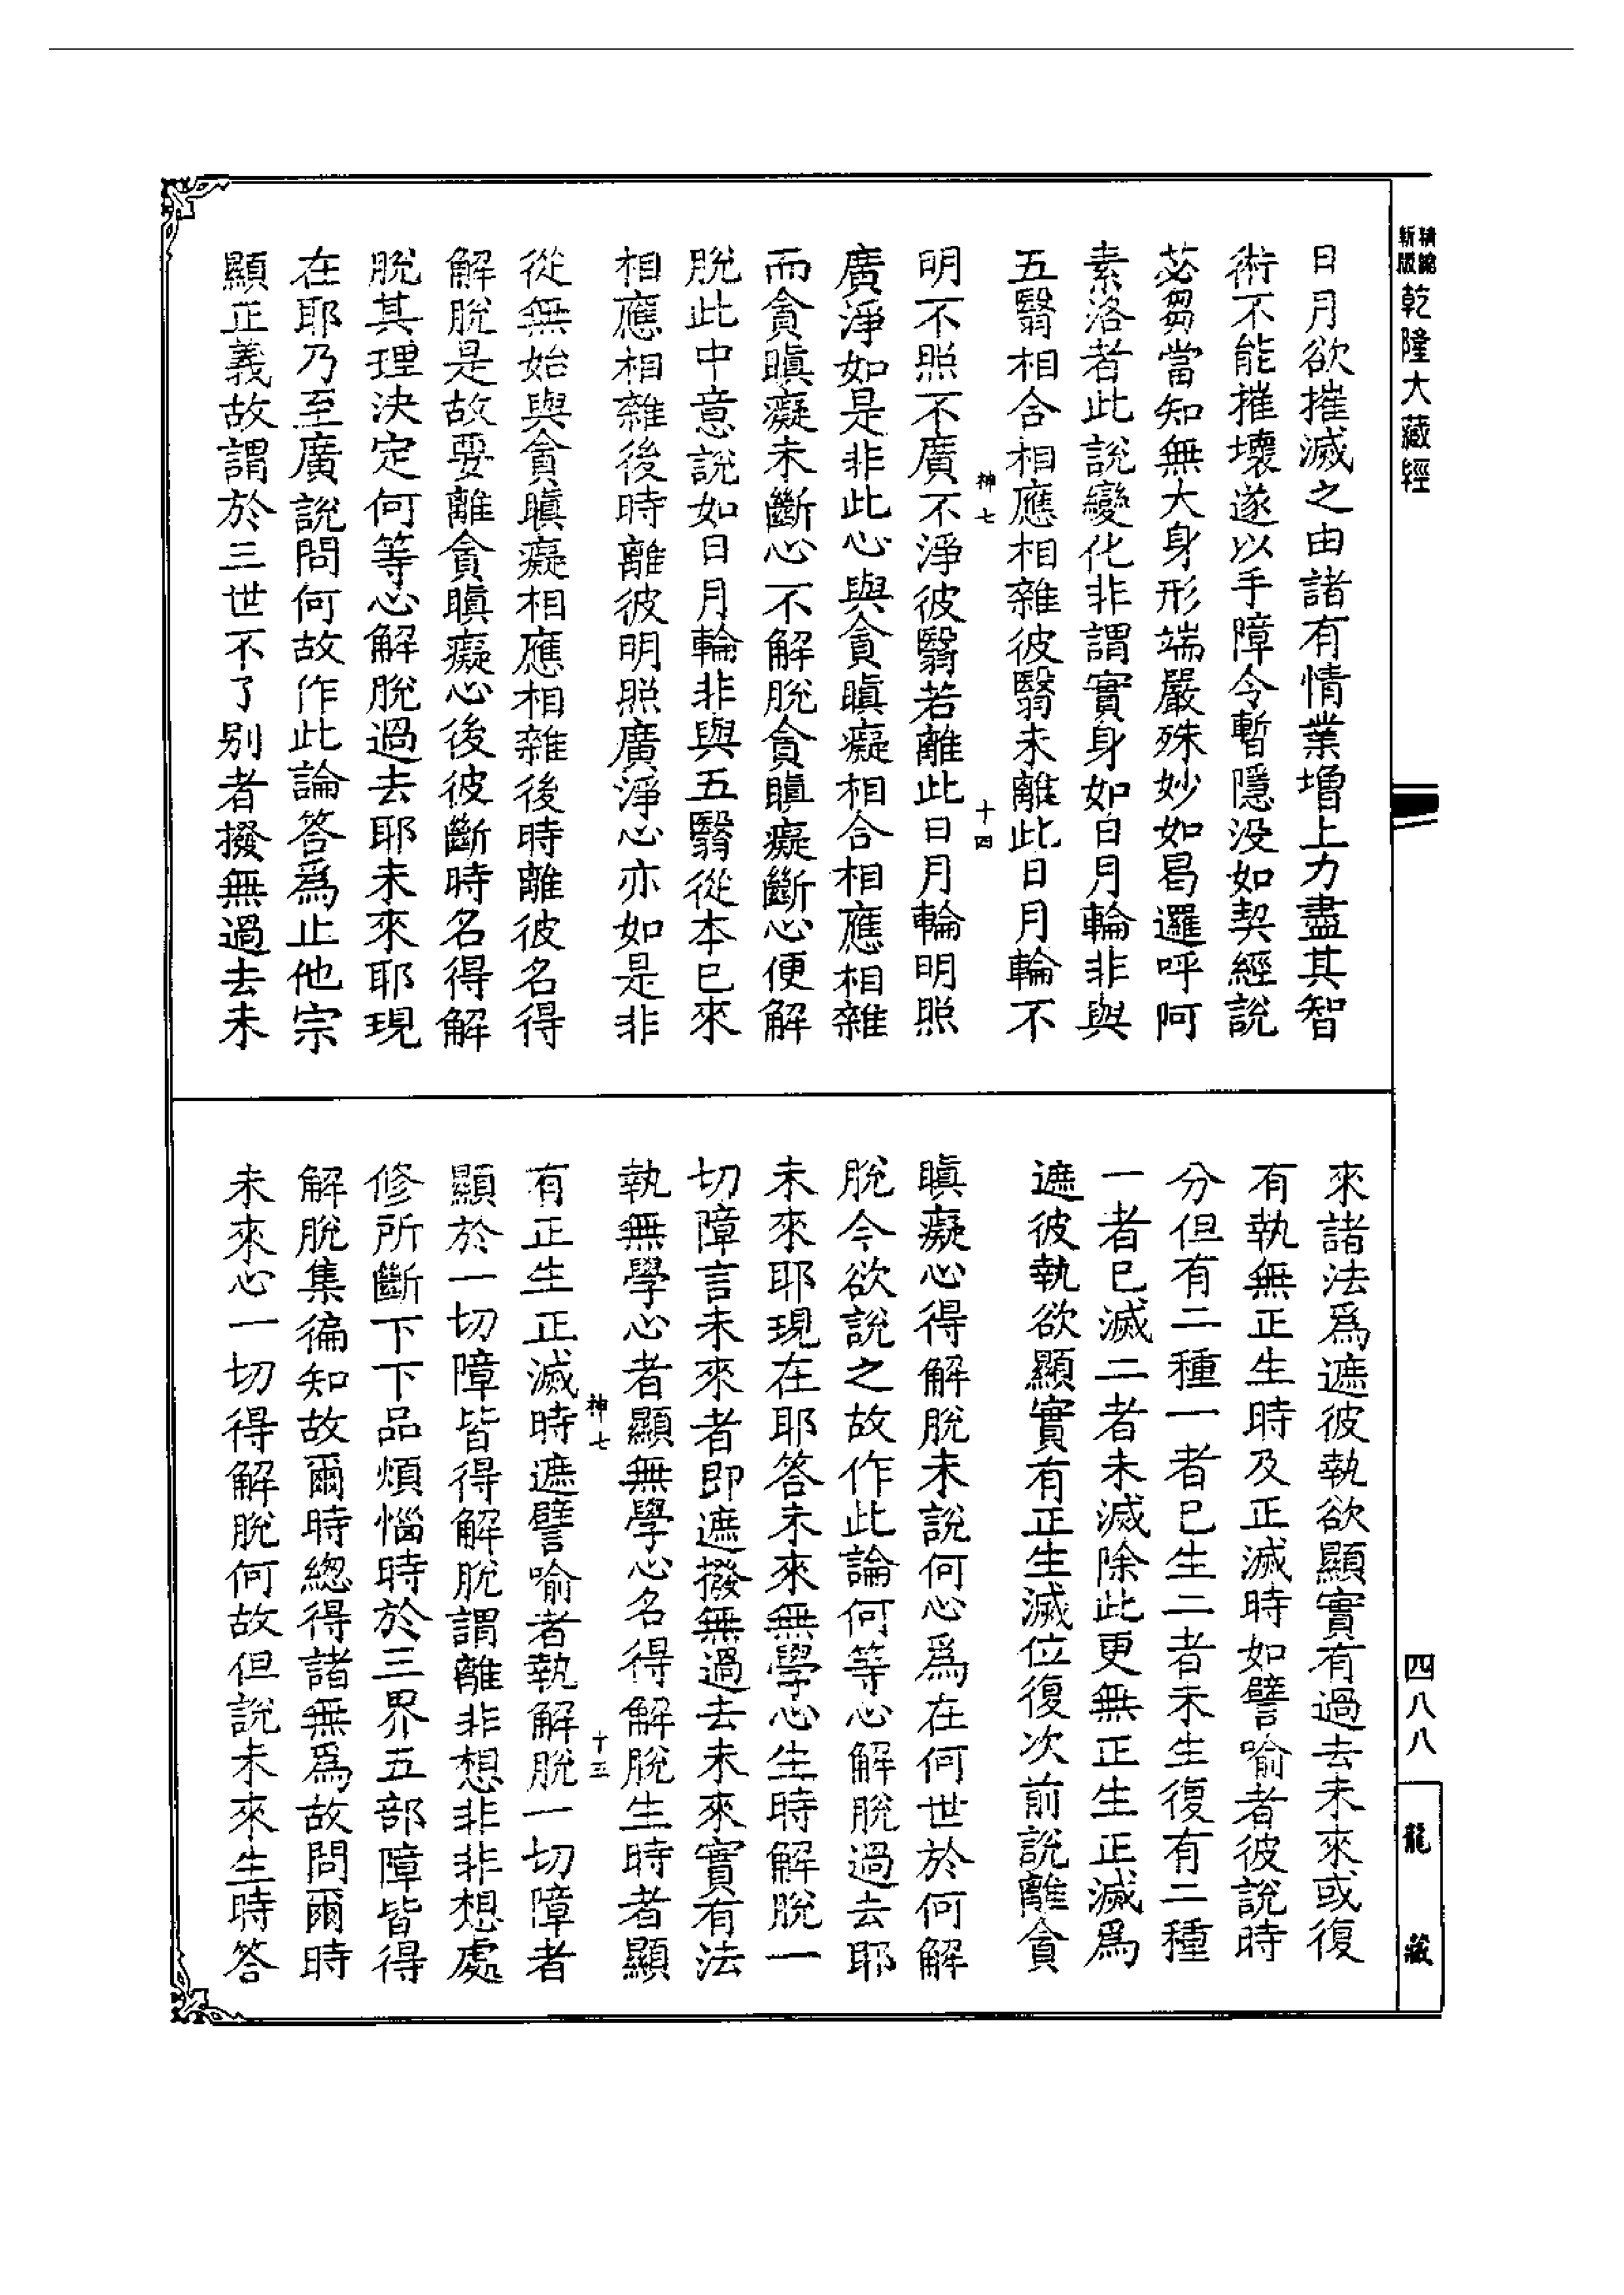 精縮
新版
乾隆大藏經
日月欲摧滅之由諸有情業增上力盡其智
術不能摧壞遂以手障令暫隱没如契經說
苾芻當知無大身形端嚴殊妙如曷邏呼阿
素洛者此說變化非謂實身如日月輪非與
五翳相合相應相雜彼翳未離此日月輪不
神七
十四
明不照不廣不淨彼翳若離此日月輪明照
廣淨如是非此心與貪瞋癡相合相應相雜
而貪瞋癡未斷心不解脫貪瞋癡斷心便解
脫此中意說如日月輪非與五翳從本已來
相應相雜後時離彼明照廣淨心亦如是非
從無始與貪瞋癡相應相雜後時離彼名得
解脫是故要離貪瞋癡心後彼斷時名得解
脫其理決定何等心解脫過去耶未來耶現
在耶乃至廣說問何故作此論答爲止他宗
顯正義故謂於三世不了别者撥無過去未
來諸法爲遮彼執欲顯實有過去未來或復
有執無正生時及正滅時如譬喻者彼說時
分但有二種一者已生二者未生復有二種
一者已滅二者未滅除此更無正生正滅爲
遮彼執欲顯實有正生滅位復次前說離貪
瞋癡心得解脫未說何心爲在何世於何解
脫今欲說之故作此論何等心解脫過去耶
未來耶現在耶答未來無學心生時解脫一
切障言未來者即遮撥無過去未來實有法
執無學心者顯無學心名得解脫生時者顯
神七
十五
有正生正滅時遮譬喻者執解脫一切障者
顯於一切障皆得解脫謂離非想非非想處
修所斷下下品煩惱時於三界五部障皆得
解脫集徧知故爾時總得諸無爲故問爾時
未來心一切得解脫何故但說未來生時答
四八八
龍藏